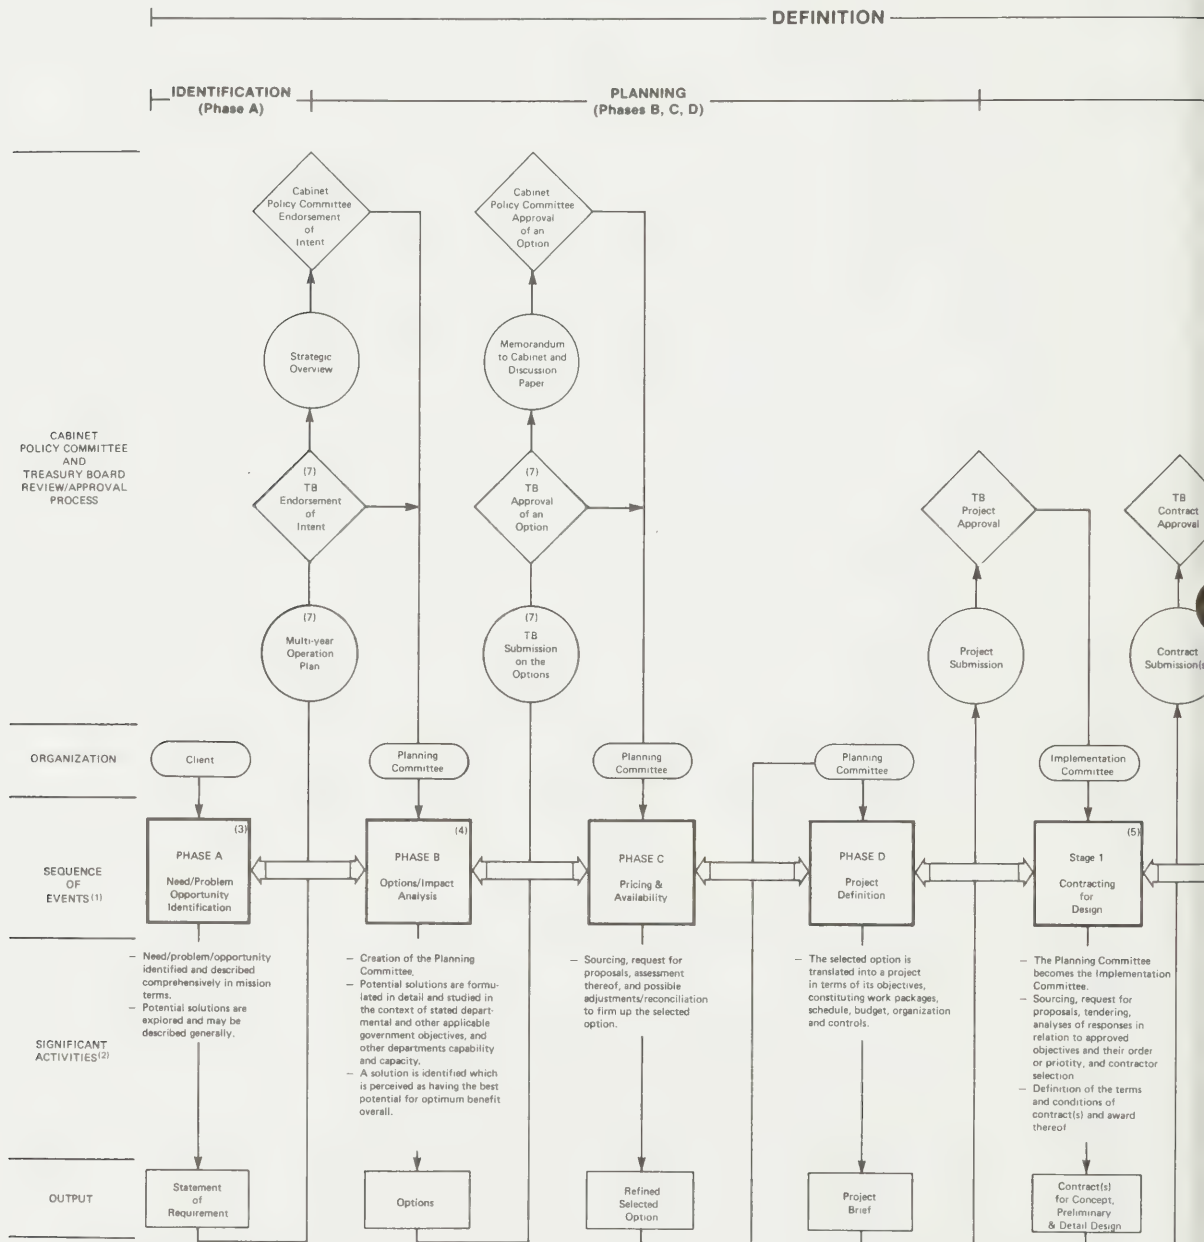 DEFINITION
IDENTIFICATION
(Phase A)
PLANNING
(Phases B, C, D)
CABINET
POLICY COMMITTEE
AND
TREASURY BOARD
REVIEW/APPROVAL
PROCESS
Cabinet
Policy Committee
Endorsement
of
Intent
Strategic
Overview
(7)
TB
Endorsement
of
Intent
(7)
Multi-year
Operation
Plan
Cabinet
Policy Committee
Approval
of an
Option
Memorandum
to Cabinet and
Discussion
Paper
(7)
TB
Approval
of an
Option
(7)
TB
Submission
on the
Options
TB
Project
Approval
Project
Submission
TB
Contract
Approval
Contract
Submission(s
ORGANIZATION
Client
Planning
Committee
Planning
Committee
Planning
Committee
Implementation
Committee
SEQUENCE
OF
EVENTS(1)
(3)
PHASE A
Need/Problem
Opportunity
Identification
(4)
PHASE B
Options/Impact
Analysis
PHASE C
Pricing &
Availability
PHASE D
Project
Definition
(5)
Stage 1
Contracting
for
Design
SIGNIFICANT
ACTIVITIES(2)
– Need/problem/opportunity
identified and described
comprehensively in mission
terms.
– Potential solutions are
explored and may be
described generally.
– Creation of the Planning
Committee.
– Potential solutions are formu-
lated in detail and studied in
the context of stated depart-
mental and other applicable
government objectives, and
other departments capability
and capacity.
– A solution is identified which
is perceived as having the best
potential for optimum benefit
overall.
– Sourcing, request for
proposals, assessment
thereof, and possible
adjustments/reconciliation
to firm up the selected
option.
– The selected option is
translated into a project
in terms of its objectives,
constituting work packages,
schedule, budget, organization
and controls.
– The Planning Committee
becomes the Implementation
Committee.
– Sourcing, request for
proposals, tendering,
analyses of responses in
relation to approved
objectives and their order
or priotity, and contractor
selection
– Definition of the terms
and conditions of
contract(s) and award
thereof
OUTPUT
Statement
of
Requirement
Options
Refined
Selected
Option
Project
Brief
Contract(s)
for Concept,
Preliminary
& Detail Design